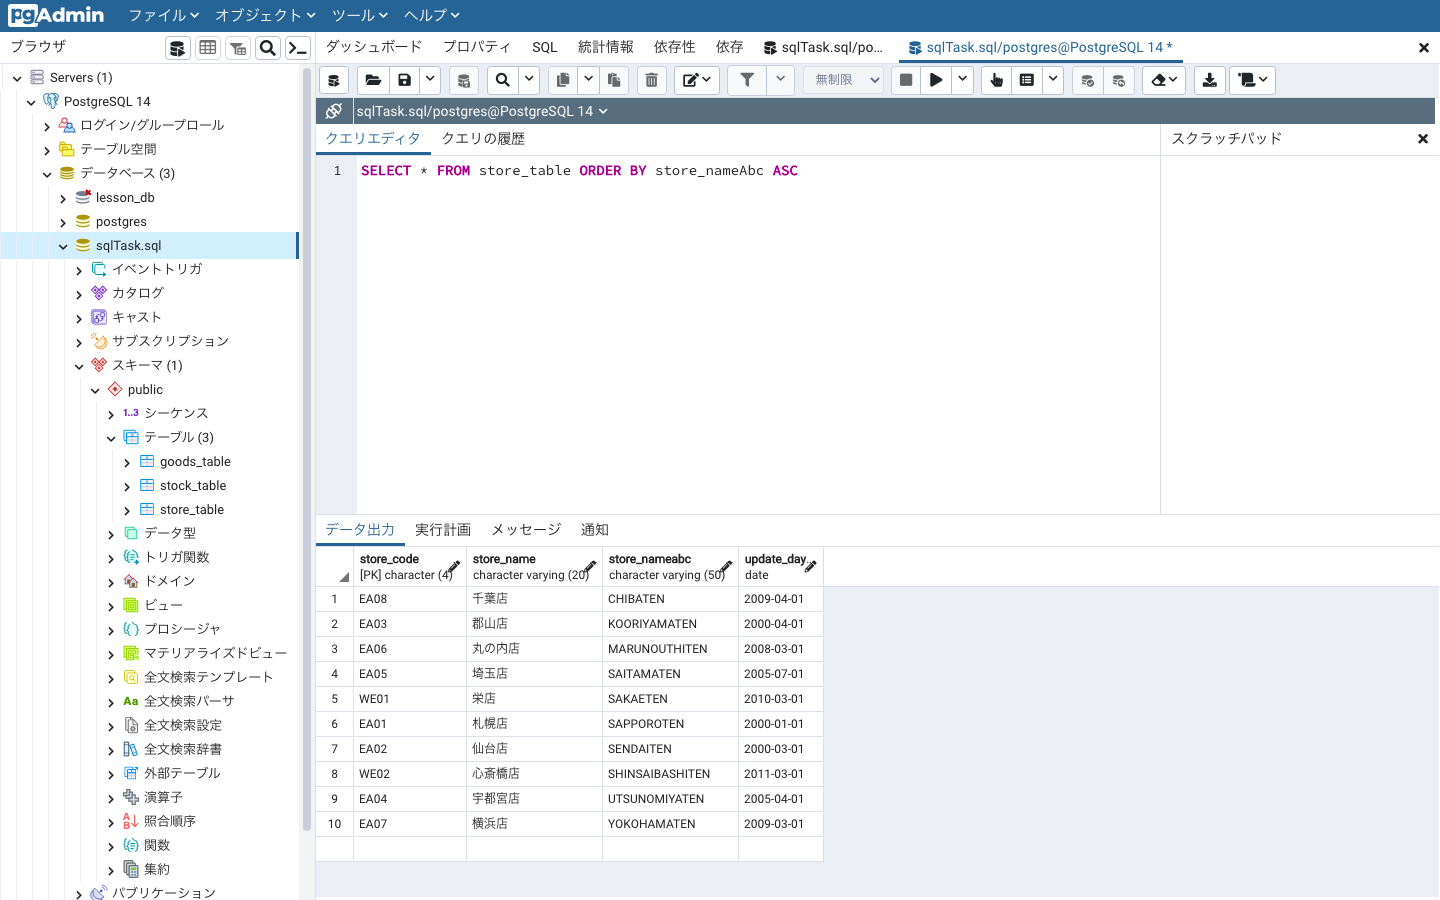 pgAdmin ファイル オブジェクト ツール ヘルプ
ブラウザ
ダッシュボード プロパティ SQL 統計情報 依存性 依存 sqlTask.sql/po... sqlTask.sql/postgres@PostgreSQL 14 *
無制限
sqlTask.sql/postgres@PostgreSQL 14
クエリエディタ クエリの履歴
スクラッチパッド
1 SELECT * FROM store_table ORDER BY store_nameAbc ASC
Servers (1)
PostgreSQL 14
ログイン/グループロール
テーブル空間
データベース (3)
lesson_db
postgres
sqlTask.sql
イベントトリガ
カタログ
キャスト
サブスクリプション
スキーマ (1)
public
1..3 シーケンス
テーブル (3)
goods_table
stock_table
store_table
データ型
トリガ関数
ドメイン
ビュー
プロシージャ
マテリアライズドビュー
全文検索テンプレート
Aa 全文検索パーサ
全文検索設定
全文検索辞書
外部テーブル
演算子
照合順序
関数
集約
パブリケーション
データ出力 実行計画 メッセージ 通知
store_code store_name store_nameabc update_day
[PK] character (4) character varying (20) character varying (50) date
1 EA08 千葉店 CHIBATEN 2009-04-01
2 EA03 郡山店 KOORIYAMATEN 2000-04-01
3 EA06 丸の内店 MARUNOUTHITEN 2008-03-01
4 EA05 埼玉店 SAITAMATEN 2005-07-01
5 WE01 栄店 SAKAETEN 2010-03-01
6 EA01 札幌店 SAPPOROTEN 2000-01-01
7 EA02 仙台店 SENDAITEN 2000-03-01
8 WE02 心斎橋店 SHINSAIBASHITEN 2011-03-01
9 EA04 宇都宮店 UTSUNOMIYATEN 2005-04-01
10 EA07 横浜店 YOKOHAMATEN 2009-03-01